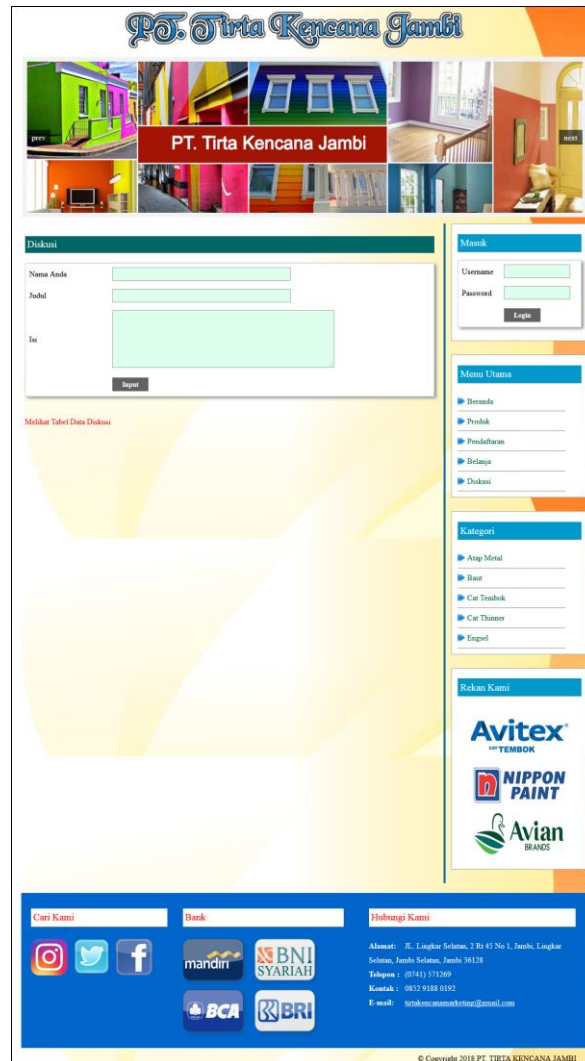 PT. Tirta Kencana Jambi
prev
PT. Tirta Kencana Jambi
next
Diskusi
Nama Anda
Judul
Isi
Input
Melihat Tabel Data Diskusi
Masuk
Username
Password
Login
Menu Utama
Beranda
Produk
Pendaftaran
Belanja
Diskusi
Kategori
Atap Metal
Baut
Cat Tembok
Cat Thinner
Engsel
Rekan Kami
Avitex
CAT TEMBOK
NIPPON
PAINT
Avian
BRANDS
Cari Kami
Bank
mandiri
BNI
SYARIAH
BCA
BRI
Hubungi Kami
Alamat: JL. Lingkar Selatan, 2 Rt 45 No 1, Jambi, Lingkar
Selatan, Jambi Selatan, Jambi 36128
Telepon : (0741) 571269
Kontak : 0852 9188 0192
E-mail: tirtakencanamarketing@gmail.com
© Copyright 2018 PT. TIRTA KENCANA JAMBI